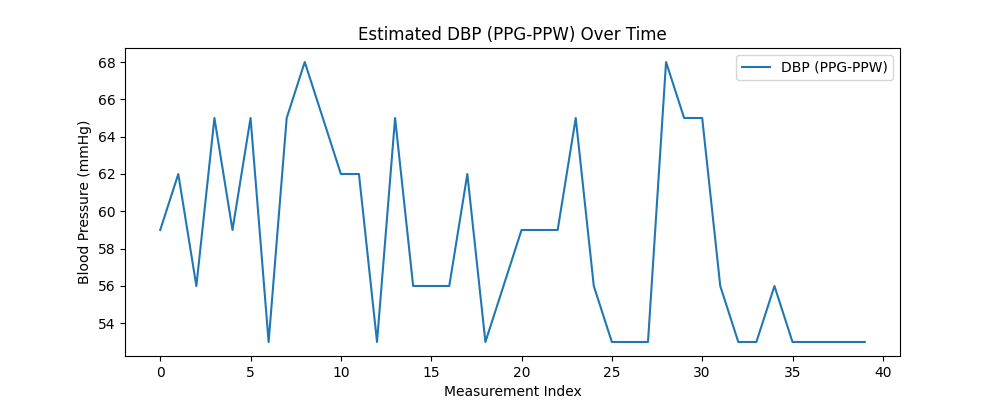 Estimated DBP (PPG-PPW) Over Time
DBP (PPG-PPW)
Blood Pressure (mmHg)
68
66
64
62
60
58
56
54
0 5 10 15 20 25 30 35 40
Measurement Index